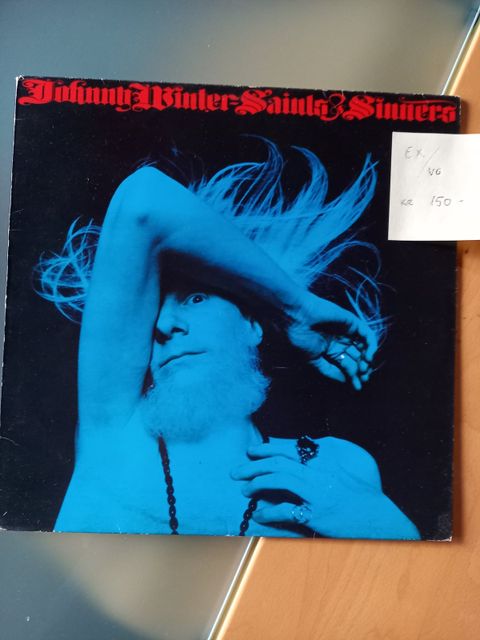 Johnny Winter-Saints & Sinners
EX/
VG
KR 150-